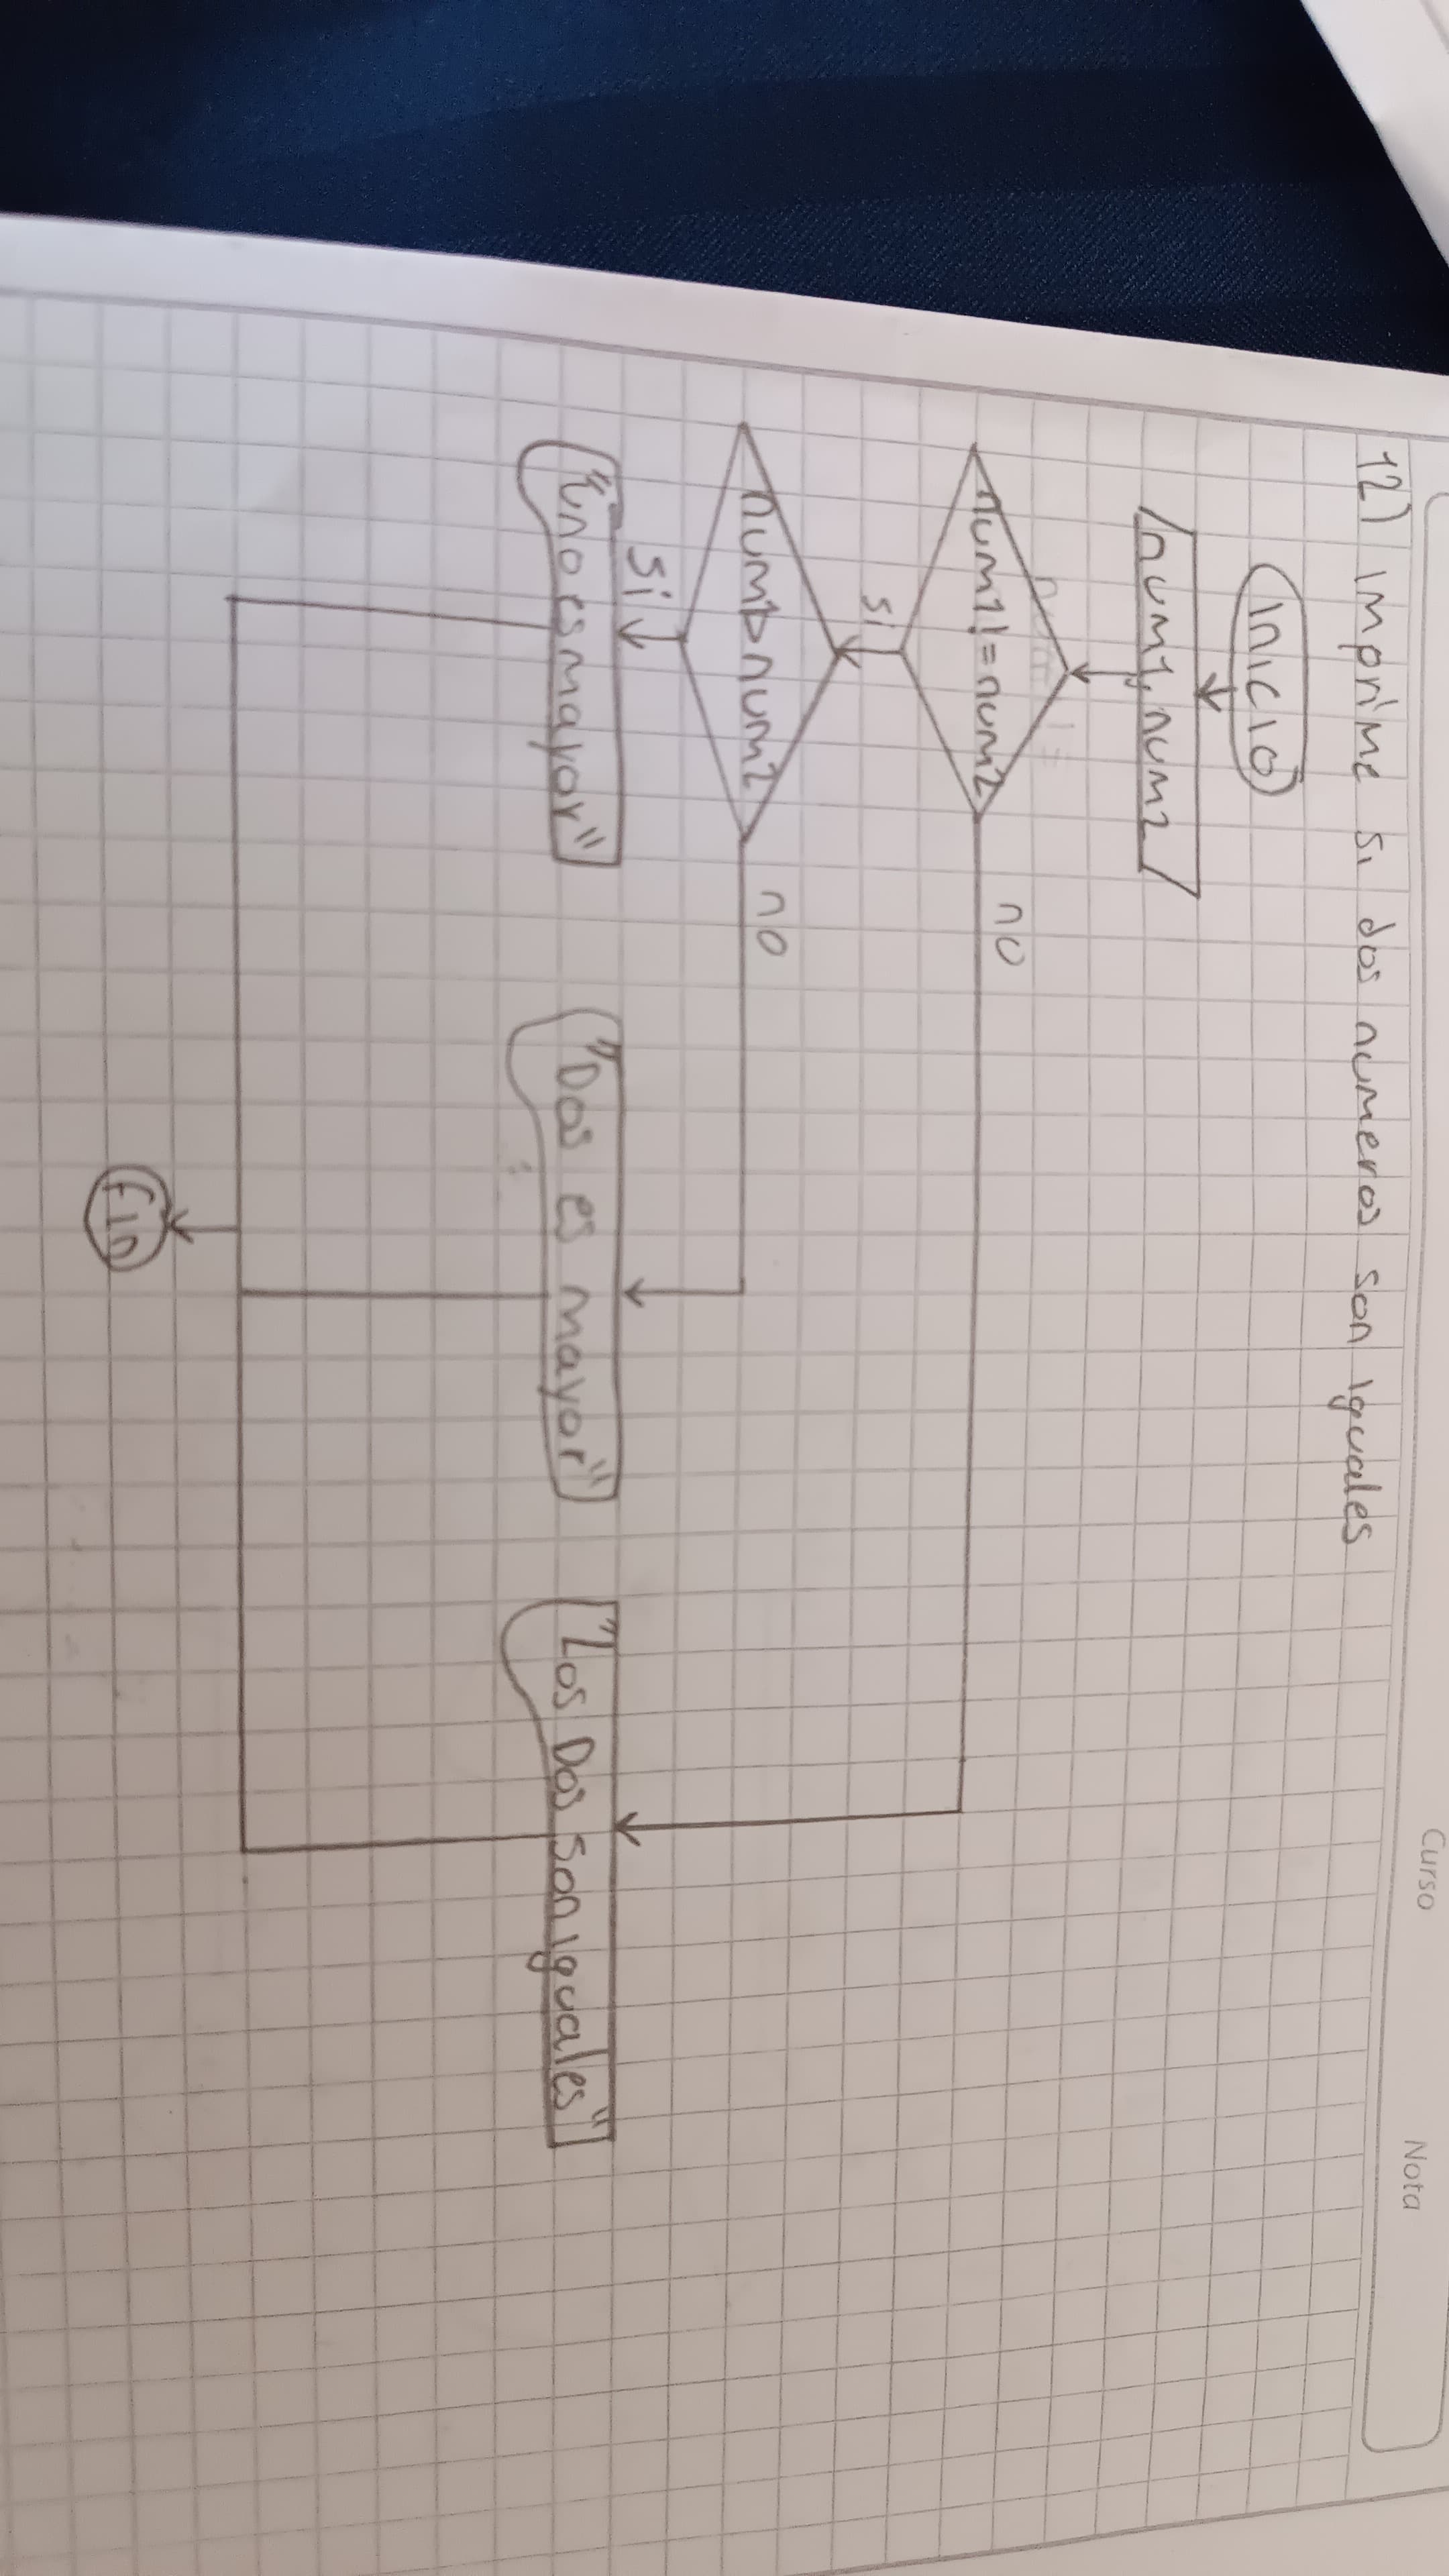 Curso
Nota
12) imprime si dos numeros son iguales
inicio
num1, num2
num1!=num2
no
si
num1>num2
no
si
"uno es mayor"
"Dos es mayor"
"Los Dos son iguales"
fin